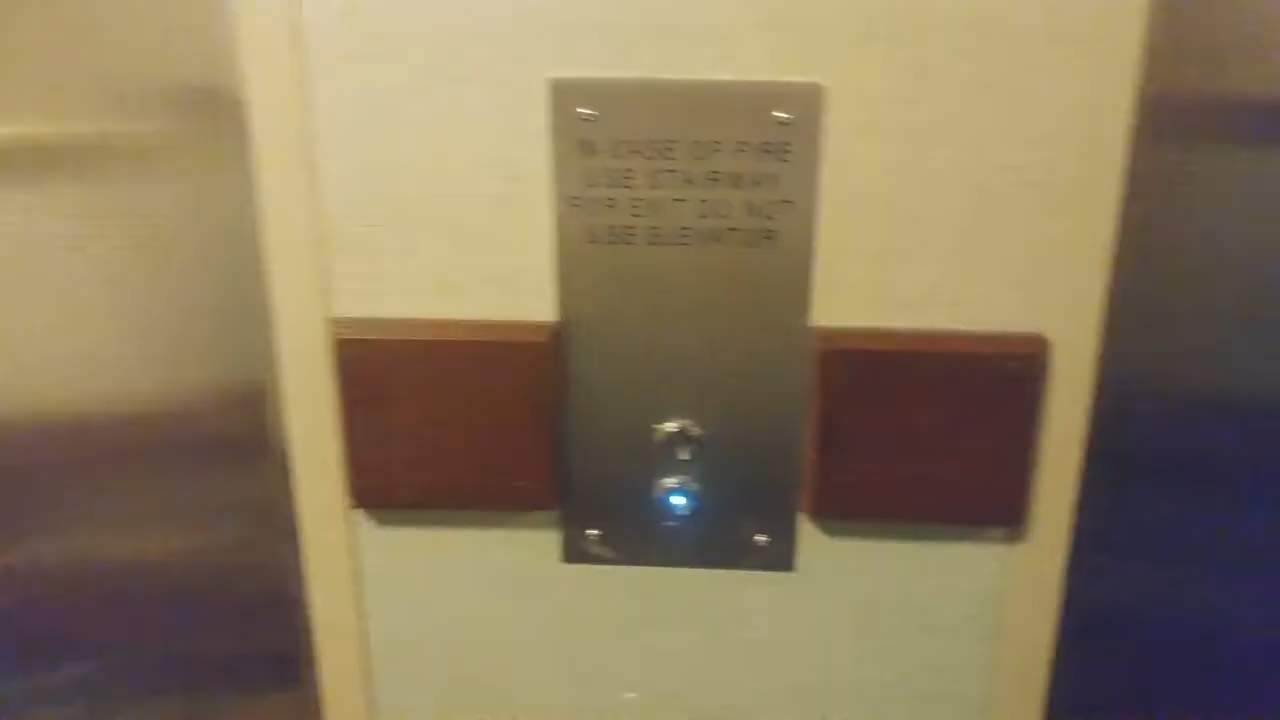 IN CASE OF FIRE
USE STAIRWAY
FOR EXIT DO NOT
USE ELEVATOR